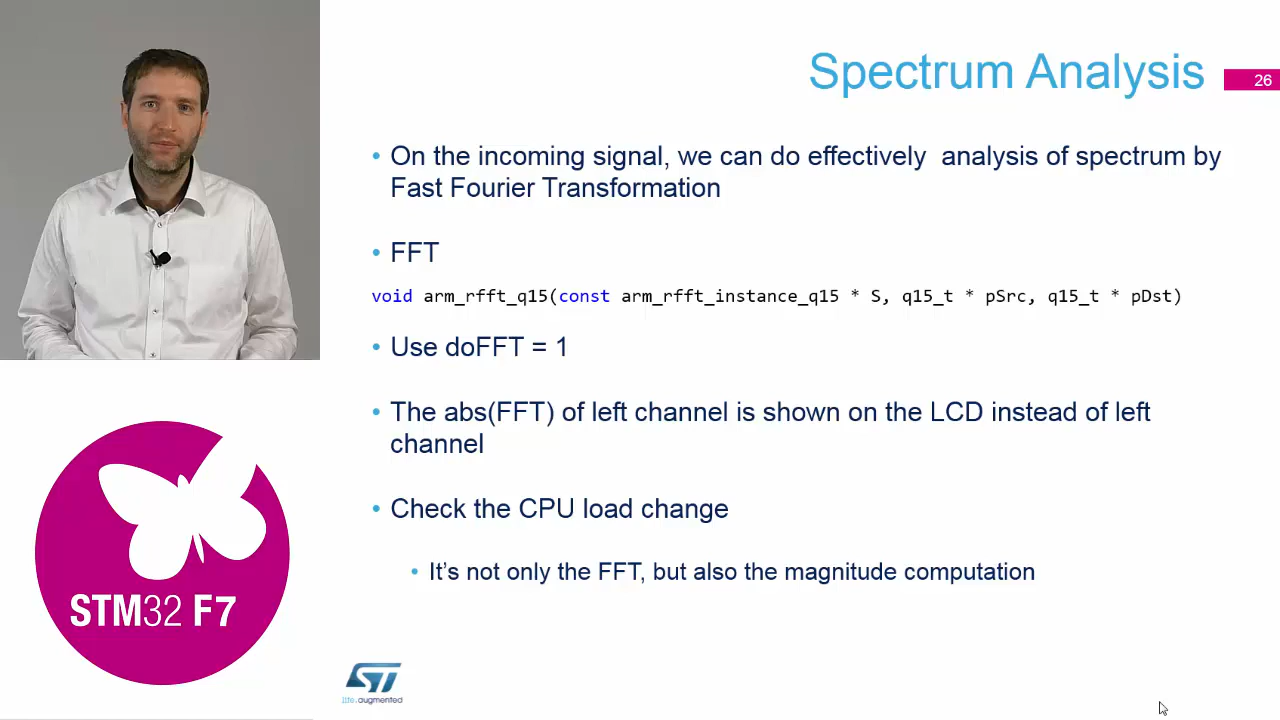 Spectrum Analysis
26
• On the incoming signal, we can do effectively analysis of spectrum by
Fast Fourier Transformation
• FFT
void arm_rfft_q15(const arm_rfft_instance_q15 * S, q15_t * pSrc, q15_t * pDst)
• Use doFFT = 1
• The abs(FFT) of left channel is shown on the LCD instead of left
channel
• Check the CPU load change
• It's not only the FFT, but also the magnitude computation
STM32 F7
ST
life.augmented